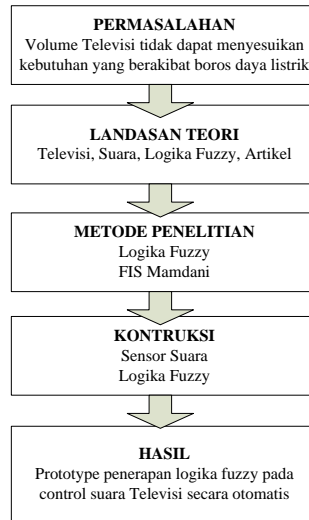 PERMASALAHAN
Volume Televisi tidak dapat menyesuikan
kebutuhan yang berakibat boros daya listrik
LANDASAN TEORI
Televisi, Suara, Logika Fuzzy, Artikel
METODE PENELITIAN
Logika Fuzzy
FIS Mamdani
KONTRUKSI
Sensor Suara
Logika Fuzzy
HASIL
Prototype penerapan logika fuzzy pada
control suara Televisi secara otomatis